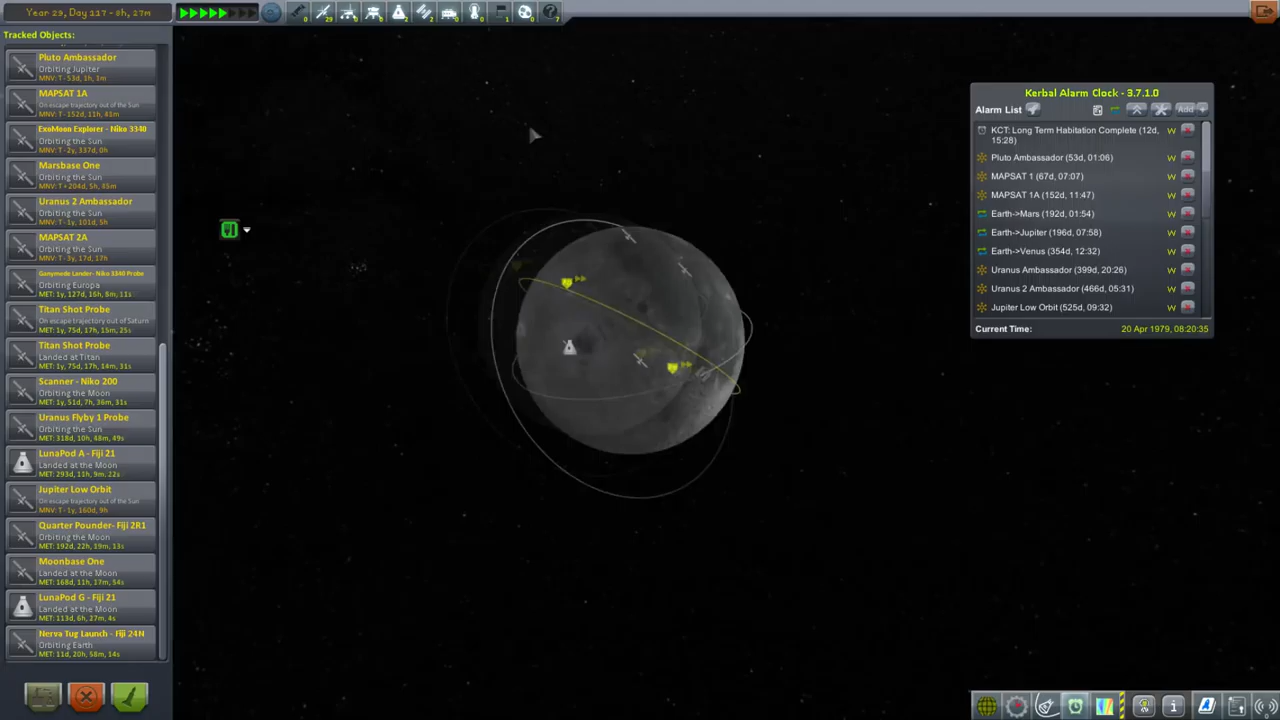 Year 29, Day 117 - 0h, 27m
0
29
0
0
2
2
0
0
1
0
7
Tracked Objects:
Pluto Ambassador
Orbiting Jupiter
MNV: T - 53d, 1h, 1m
MAPSAT 1A
On escape trajectory out of the Sun
MNV: T - 152d, 11h, 41m
ExoMoon Explorer - Niko 3340
Orbiting the Sun
MNV: T - 2y, 337d, 0h
Marsbase One
Orbiting the Sun
MNV: T + 204d, 5h, 45m
Uranus 2 Ambassador
Orbiting the Sun
MNV: T - 1y, 101d, 5h
MAPSAT 2A
Orbiting the Sun
MNV: T - 3y, 17d, 17h
Ganymede Lander- Niko 3340 Probe
Orbiting Europa
MET: 1y, 127d, 16h, 8m, 11s
Titan Shot Probe
On escape trajectory out of Saturn
MET: 1y, 75d, 17h, 15m, 25s
Titan Shot Probe
Landed at Titan
MET: 1y, 75d, 17h, 14m, 31s
Scanner - Niko 200
Orbiting the Moon
MET: 1y, 51d, 7h, 36m, 31s
Uranus Flyby 1 Probe
Orbiting the Sun
MET: 318d, 10h, 48m, 49s
LunaPod A - Fiji 21
Landed at the Moon
MET: 293d, 11h, 9m, 22s
Jupiter Low Orbit
On escape trajectory out of the Sun
MNV: T - 1y, 160d, 9h
Quarter Pounder- Fiji 2R1
Orbiting the Moon
MET: 192d, 22h, 19m, 13s
Moonbase One
Landed at the Moon
MET: 168d, 11h, 17m, 54s
LunaPod G - Fiji 21
Landed at the Moon
MET: 113d, 6h, 27m, 4s
Nerva Tug Launch - Fiji 24N
Orbiting Earth
MET: 11d, 20h, 58m, 14s
Kerbal Alarm Clock - 3.7.1.0
Alarm List
Add
+
KCT: Long Term Habitation Complete (12d,
15:28)
W
Pluto Ambassador (53d, 01:06)
W
MAPSAT 1 (67d, 07:07)
W
MAPSAT 1A (152d, 11:47)
W
Earth->Mars (192d, 01:54)
W
Earth->Jupiter (196d, 07:58)
W
Earth->Venus (354d, 12:32)
W
Uranus Ambassador (399d, 20:26)
W
Uranus 2 Ambassador (466d, 05:31)
W
Jupiter Low Orbit (525d, 09:32)
W
Current Time:
20 Apr 1979, 08:20:35